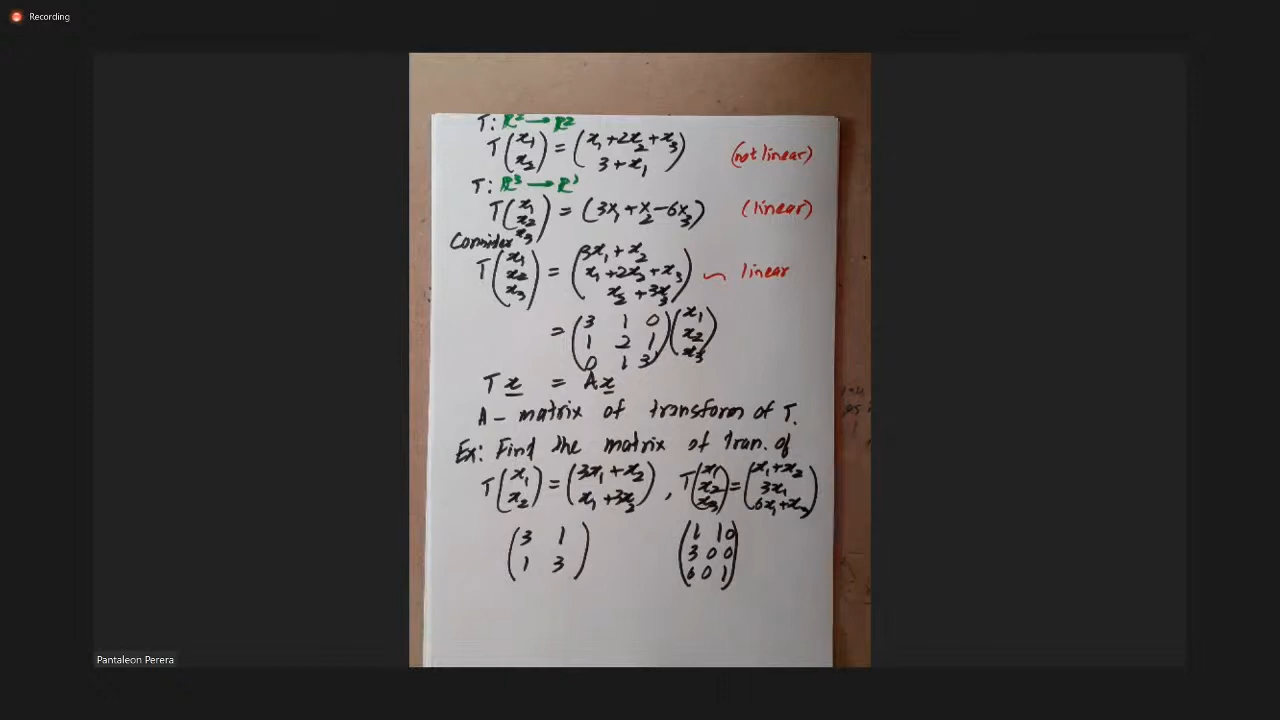 Recording
T: R² → R²
T(x₁ x₂) = (x₁ + 2x₂ + x₃ 3 + x₁) (not linear)
T: R³ → R¹
T(x₁ x₂ x₃) = (3x₁ + x₂ − 6x₃) (linear)
Consider
T(x₁ x₂ x₃) = (3x₁ + x₂ x₁ + 2x₂ + x₃ x₂ + 3x₃) ~ linear
= (3 1 0 1 2 1 0 1 3)(x₁ x₂ x₃)
T x = A x
A – matrix of transform of T.
Ex: Find the matrix of tran. of
T(x₁ x₂) = (3x₁ + x₂ x₁ + 3x₂) , T(x₁ x₂ x₃) = (x₁ + x₂ 3x₁ 6x₁ + x₃)
(3 1 1 3) (1 1 0 3 0 0 6 0 1)
Pantaleon Perera